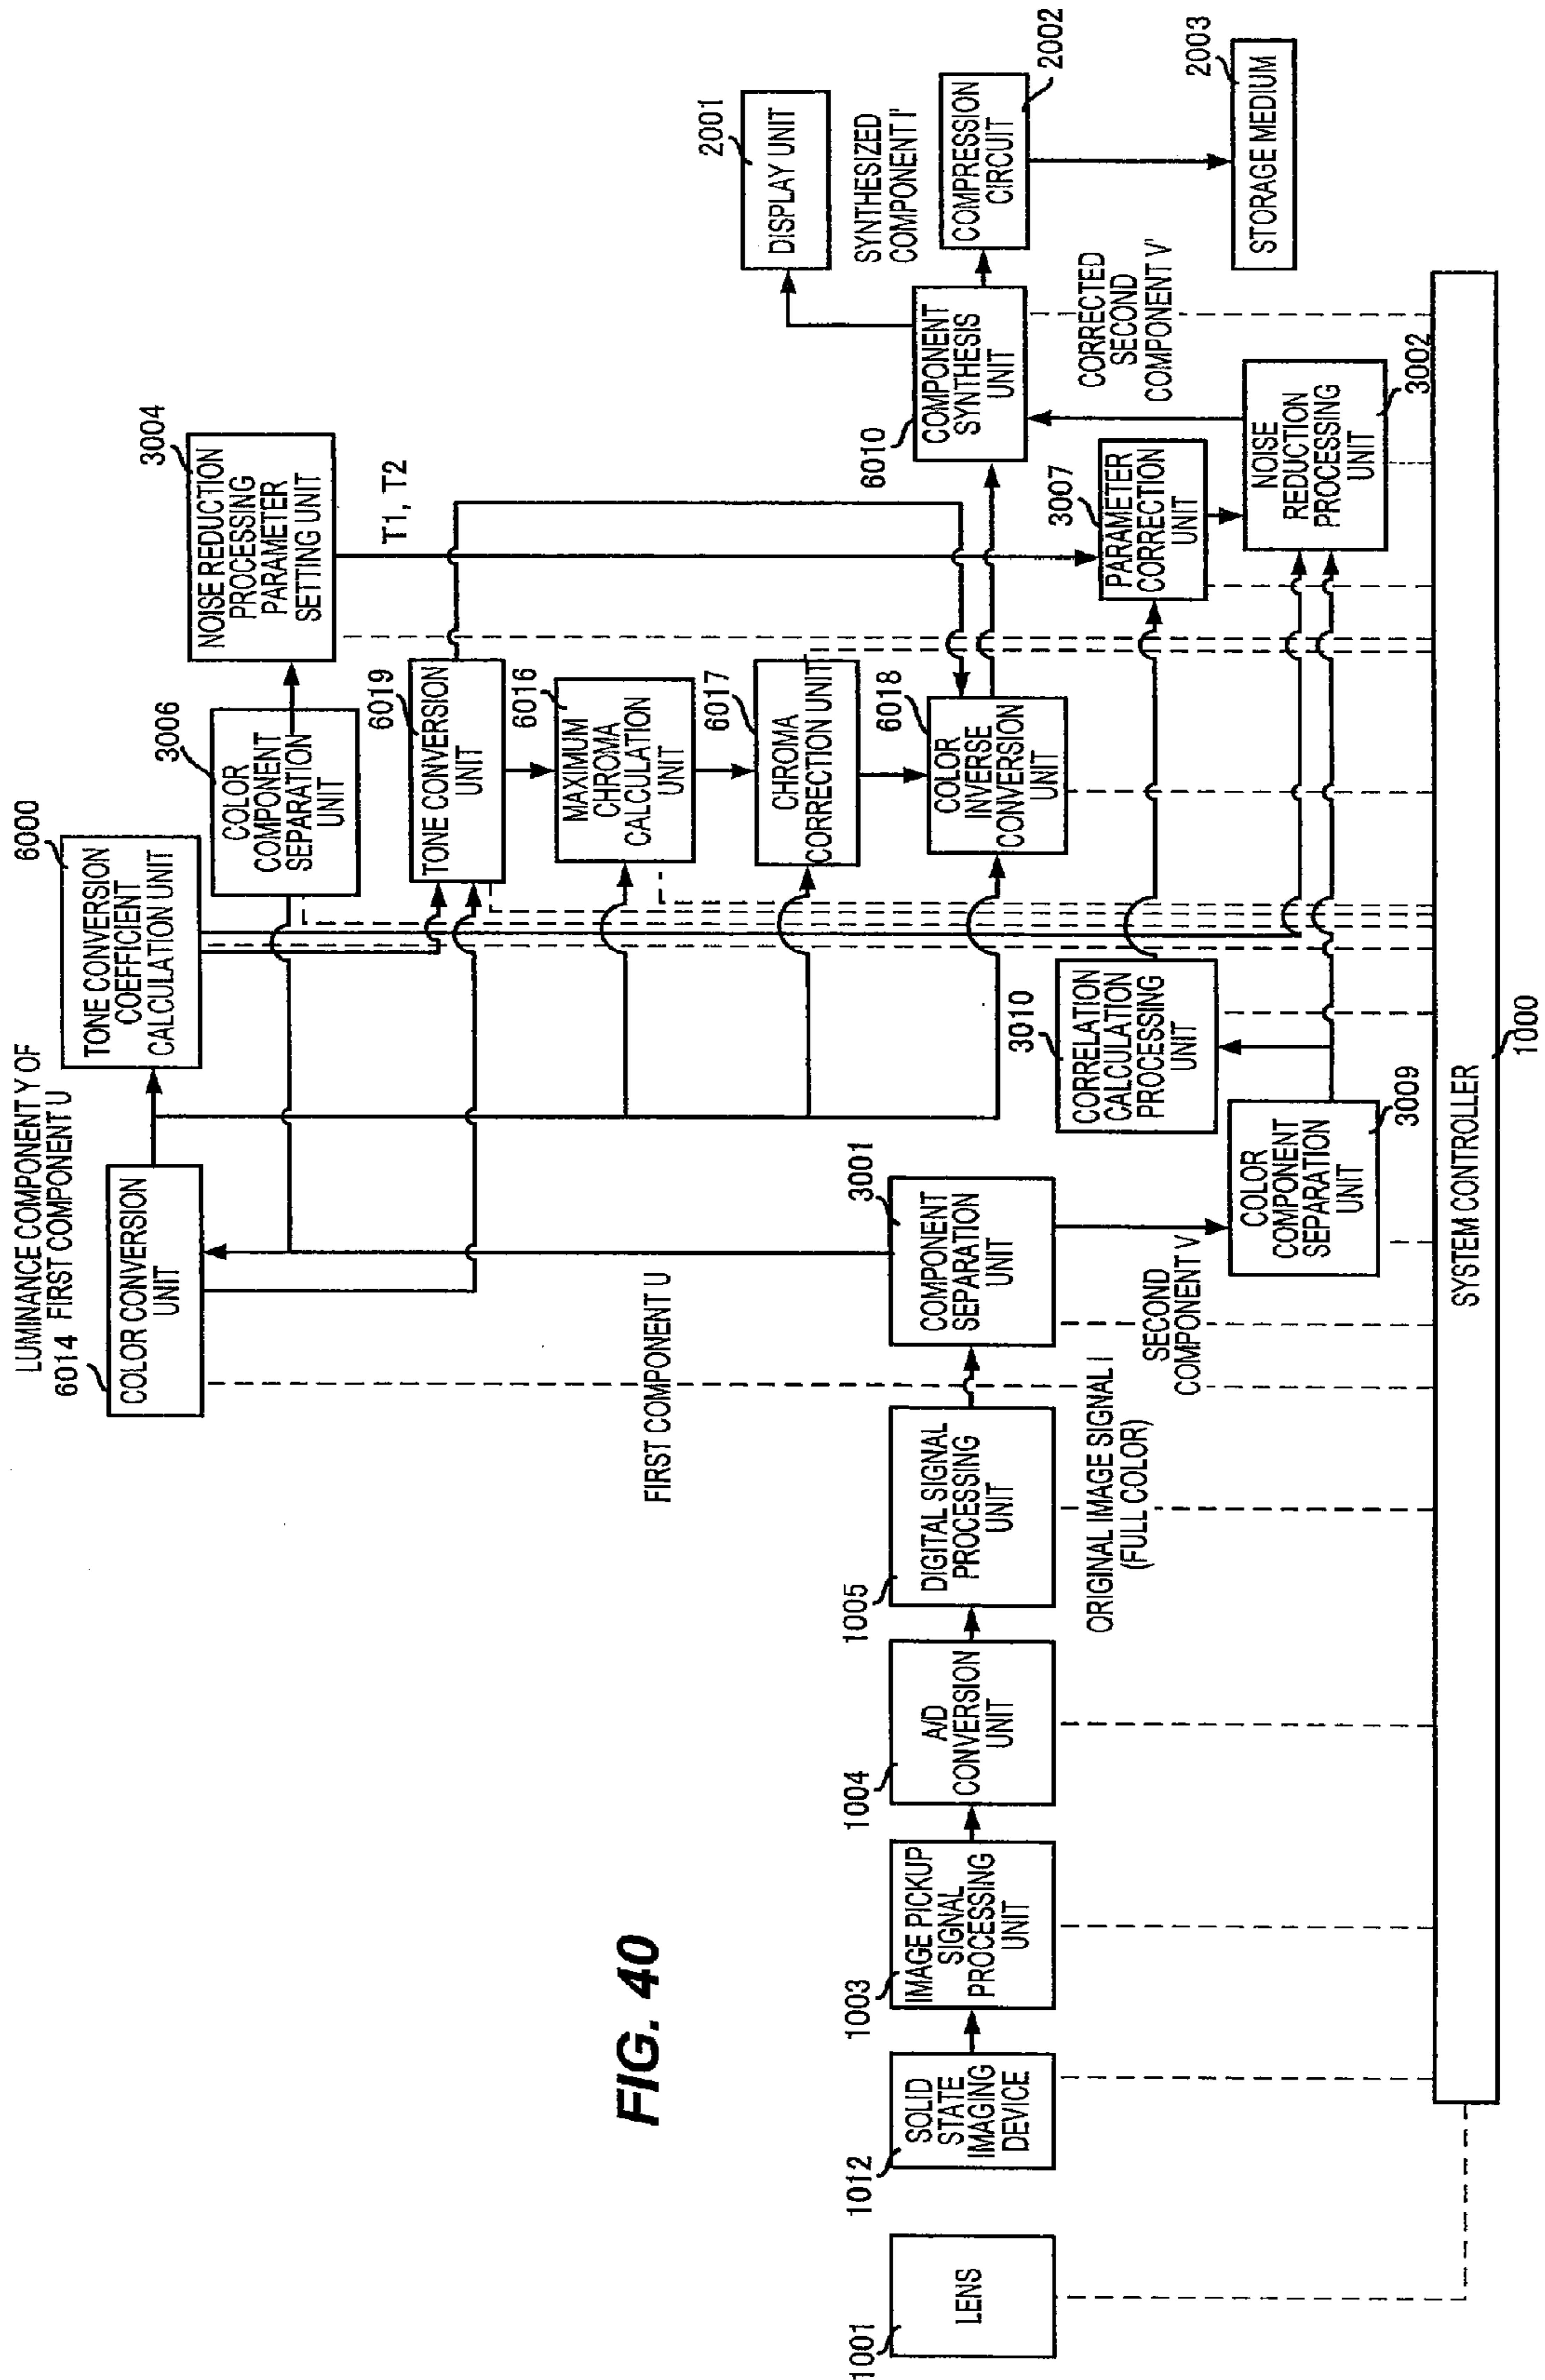 FIG. 40
LUMINANCE COMPONENT Y OF
FIRST COMPONENT U
6014
COLOR CONVERSION
UNIT
6000
TONE CONVERSION
COEFFICIENT
CALCULATION UNIT
3006
COLOR
COMPONENT
SEPARATION
UNIT
3004
NOISE REDUCTION
PROCESSING
PARAMETER
SETTING UNIT
T1, T2
6019
TONE CONVERSION
UNIT
6016
MAXIMUM
CHROMA
CALCULATION
UNIT
6017
CHROMA
CORRECTION UNIT
6018
COLOR
INVERSE
CONVERSION
UNIT
FIRST COMPONENT U
1001
LENS
1012
SOLID
STATE
IMAGING
DEVICE
1003
IMAGE PICKUP
SIGNAL
PROCESSING
UNIT
1004
A/D
CONVERSION
UNIT
1005
DIGITAL SIGNAL
PROCESSING
UNIT
ORIGINAL IMAGE SIGNAL I
(FULL COLOR)
3001
COMPONENT
SEPARATION
UNIT
SECOND
COMPONENT V
3009
COLOR
COMPONENT
SEPARATION
UNIT
3010
CORRELATION
CALCULATION
PROCESSING
UNIT
3007
PARAMETER
CORRECTION
UNIT
3002
NOISE
REDUCTION
PROCESSING
UNIT
CORRECTED
SECOND
COMPONENT V'
6010
COMPONENT
SYNTHESIS
UNIT
SYNTHESIZED
COMPONENT I'
2001
DISPLAY UNIT
2002
COMPRESSION
CIRCUIT
2003
STORAGE MEDIUM
SYSTEM CONTROLLER
1000